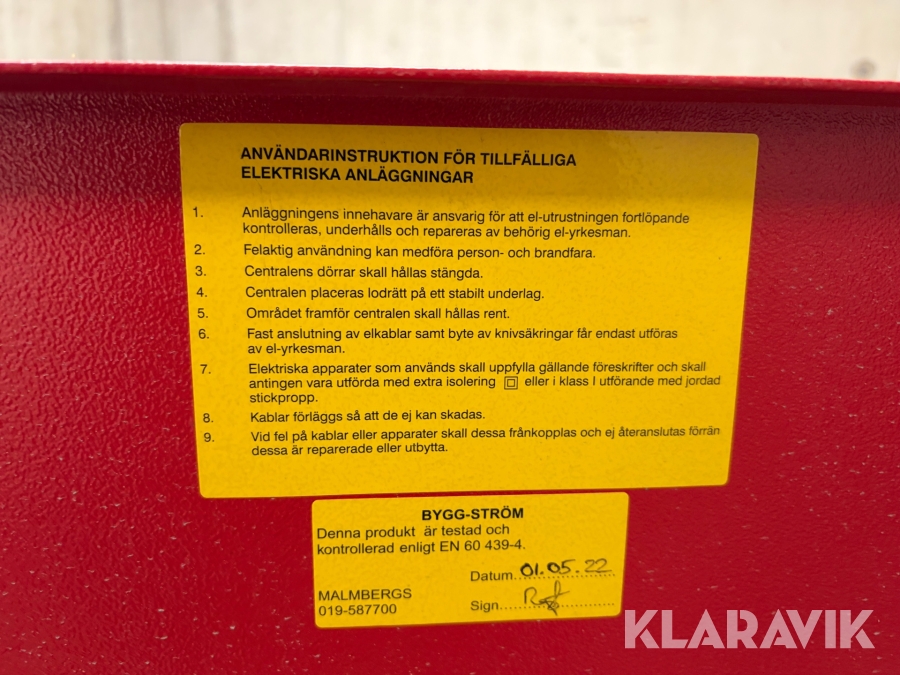 ANVÄNDARINSTRUKTION FÖR TILLFÄLLIGA
ELEKTRISKA ANLÄGGNINGAR
1. Anläggningens innehavare är ansvarig för att el-utrustningen fortlöpande
kontrolleras, underhålls och repareras av behörig el-yrkesman.
2. Felaktig användning kan medföra person- och brandfara.
3. Centralens dörrar skall hållas stängda.
4. Centralen placeras lodrätt på ett stabilt underlag.
5. Området framför centralen skall hållas rent.
6. Fast anslutning av elkablar samt byte av knivsäkringar får endast utföras
av el-yrkesman.
7. Elektriska apparater som används skall uppfylla gällande föreskrifter och skall
antingen vara utförda med extra isolering eller i klass I utförande med jordad
stickpropp.
8. Kablar förläggs så att de ej kan skadas.
9. Vid fel på kablar eller apparater skall dessa frånkopplas och ej återanslutas förrän
dessa är reparerade eller utbytta.
BYGG-STRÖM
Denna produkt är testad och
kontrollerad enligt EN 60 439-4.
Datum...01.05.22
MALMBERGS
019-587700
Sign.
KLARAVIK